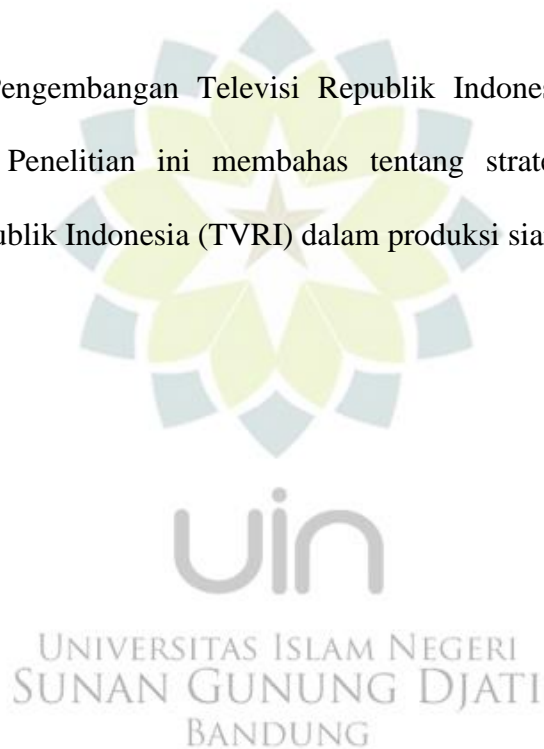 Pengembangan Televisi Republik Indones
Penelitian ini membahas tentang strat
ublik Indonesia (TVRI) dalam produksi sia
uin
UNIVERSITAS ISLAM NEGERI
SUNAN GUNUNG DJATI
BANDUNG